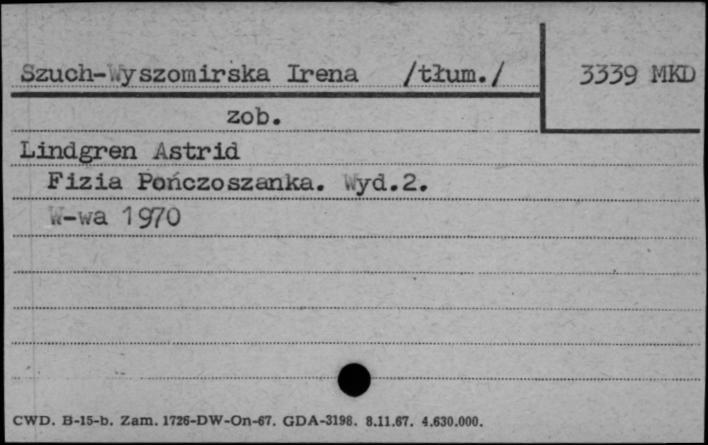 Szuch-Wyszomirska Irena /tłum./ 3339 MKD
zob.
Lindgren Astrid
Fizia Pończoszanka. Wyd.2.
W-wa 1970
CWD. B-15-b. Zam. 1726-DW-On-67. GDA-3198. 8.11.67. 4.630.000.